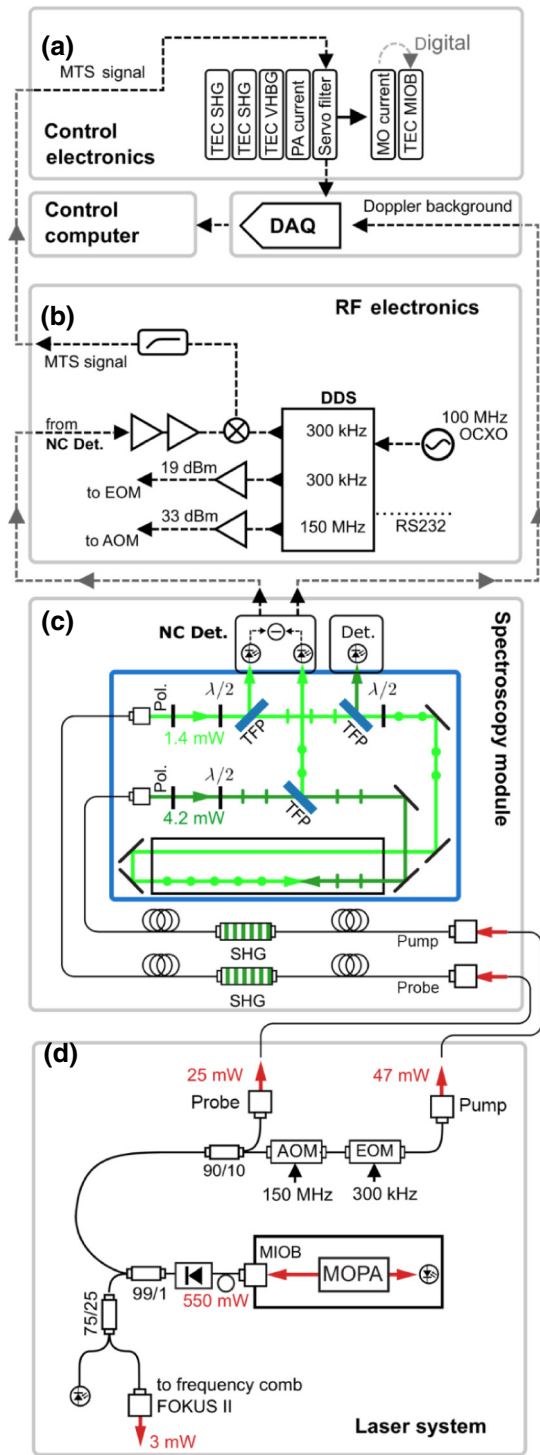 (a)
Digital
MTS signal
TEC SHG
TEC SHG
TEC VHBG
PA current
Servo filter
MO current
TEC MIOB
Control
electronics
Control
computer
DAQ
Doppler background
(b)
RF electronics
MTS signal
DDS
from
NC Det.
300 kHz
100 MHz
OCXO
19 dBm
to EOM
300 kHz
33 dBm
to AOM
150 MHz
RS232
(c)
NC Det.
Det.
Spectroscopy module
Pol.
λ/2
λ/2
1.4 mW
TFP
TFP
Pol.
λ/2
4.2 mW
TFP
SHG
Pump
SHG
Probe
(d)
25 mW
47 mW
Probe
Pump
90/10
AOM
EOM
150 MHz
300 kHz
MIOB
MOPA
99/1
550 mW
75/25
to frequency comb
FOKUS II
3 mW
Laser system